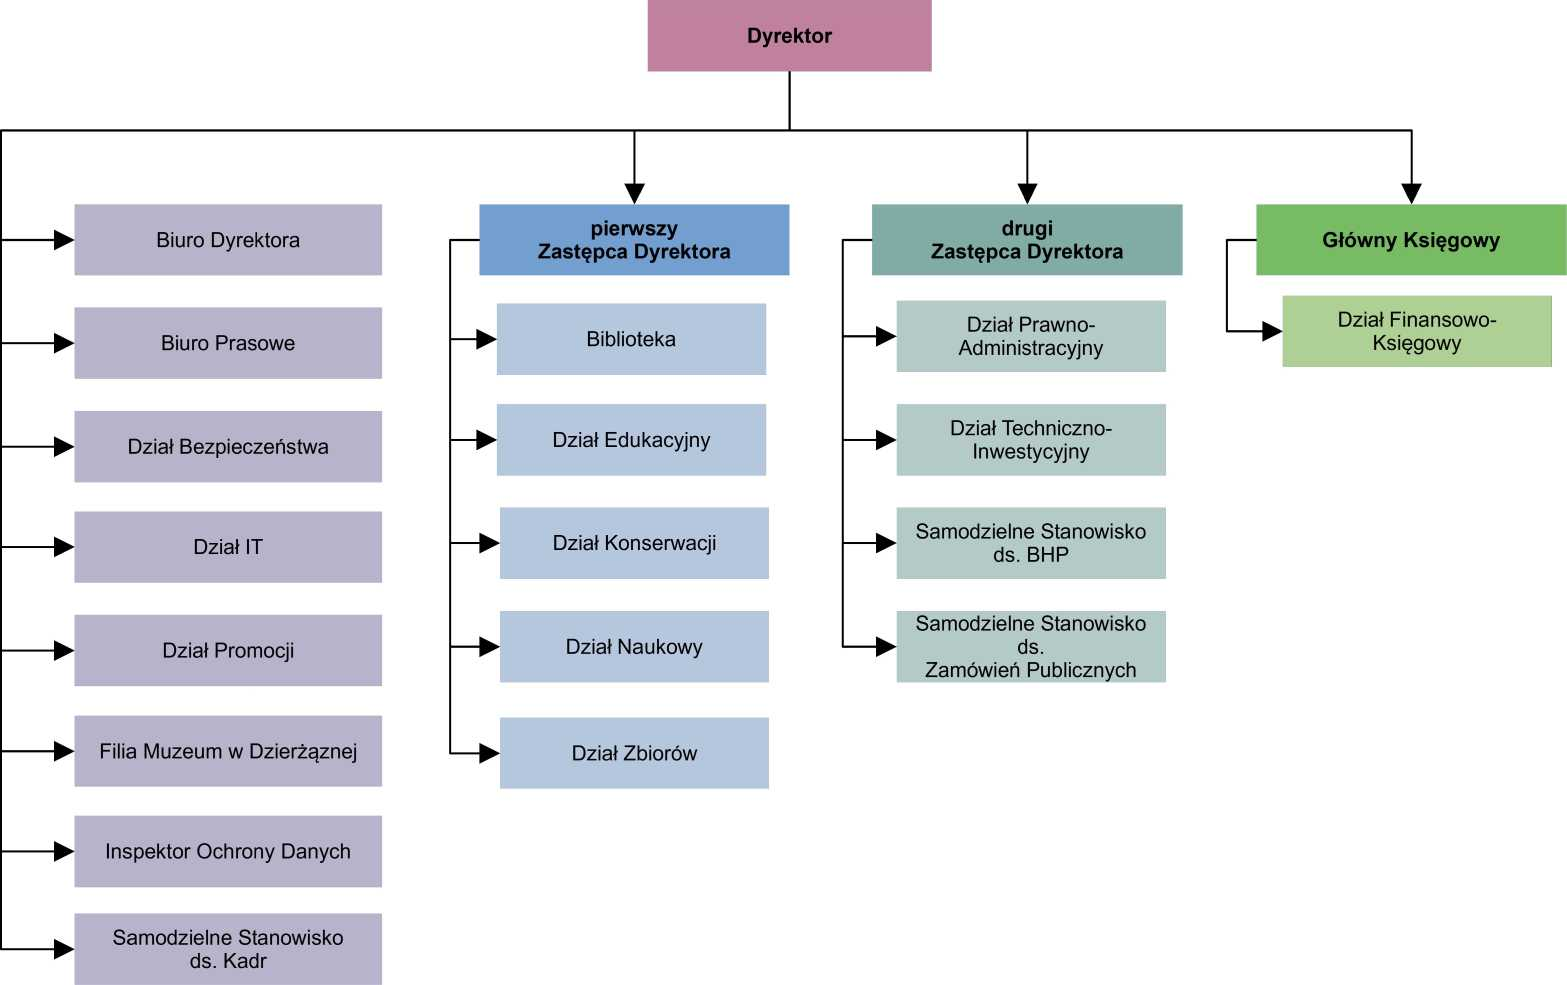 Dyrektor
Biuro Dyrektora
Biuro Prasowe
Dział Bezpieczeństwa
Dział IT
Dział Promocji
Filia Muzeum w Dzierżąznej
Inspektor Ochrony Danych
Samodzielne Stanowisko
ds. Kadr
pierwszy
Zastępca Dyrektora
Biblioteka
Dział Edukacyjny
Dział Konserwacji
Dział Naukowy
Dział Zbiorów
drugi
Zastępca Dyrektora
Dział Prawno-
Administracyjny
Dział Techniczno-
Inwestycyjny
Samodzielne Stanowisko
ds. BHP
Samodzielne Stanowisko
ds.
Zamówień Publicznych
Główny Księgowy
Dział Finansowo-
Księgowy